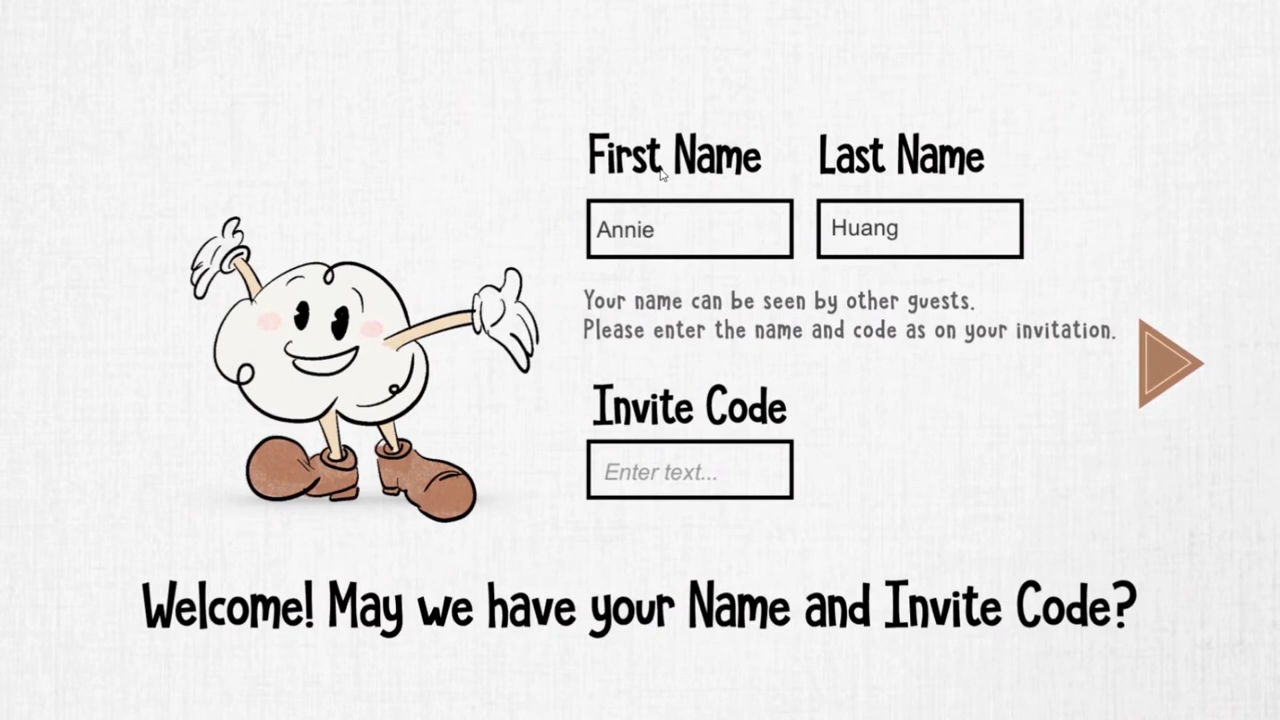 First Name Last Name
Annie Huang
Your name can be seen by other guests.
Please enter the name and code as on your invitation.
Invite Code
Enter text...
Welcome! May we have your Name and Invite Code?